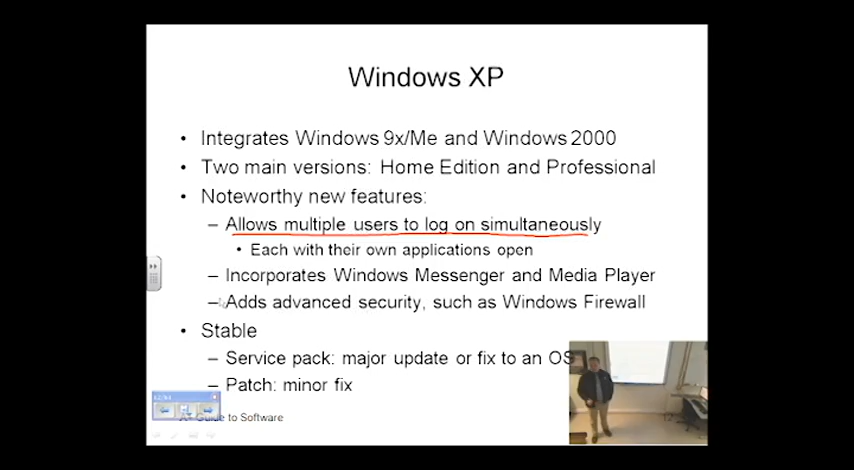 Windows XP
• Integrates Windows 9x/Me and Windows 2000
• Two main versions: Home Edition and Professional
• Noteworthy new features:
– Allows multiple users to log on simultaneously
• Each with their own applications open
– Incorporates Windows Messenger and Media Player
– Adds advanced security, such as Windows Firewall
• Stable
– Service pack: major update or fix to an OS
– Patch: minor fix
A+ Guide to Software